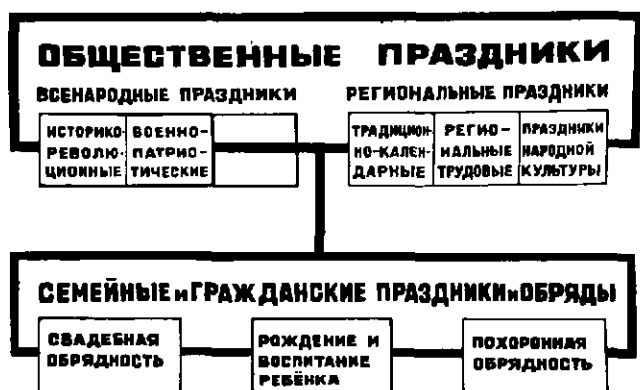 ОБЩЕСТВЕННЫЕ ПРАЗДНИКИ
ВСЕНАРОДНЫЕ ПРАЗДНИКИ
ИСТОРИКО-
РЕВОЛЮ-
ЦИОННЫЕ
ВОЕННО-
ПАТРИО-
ТИЧЕСКИЕ
РЕГИОНАЛЬНЫЕ ПРАЗДНИКИ
ТРАДИЦИОН-
НО-КАЛЕН-
ДАРНЫЕ
РЕГИО-
НАЛЬНЫЕ
ТРУДОВЫЕ
ПРАЗДНИКИ
НАРОДНОЙ
КУЛЬТУРЫ
СЕМЕЙНЫЕ и ГРАЖДАНСКИЕ ПРАЗДНИКИ и ОБРЯДЫ
СВАДЕБНАЯ
ОБРЯДНОСТЬ
РОЖДЕНИЕ И
ВОСПИТАНИЕ
РЕБЁНКА
ПОХОРОННАЯ
ОБРЯДНОСТЬ